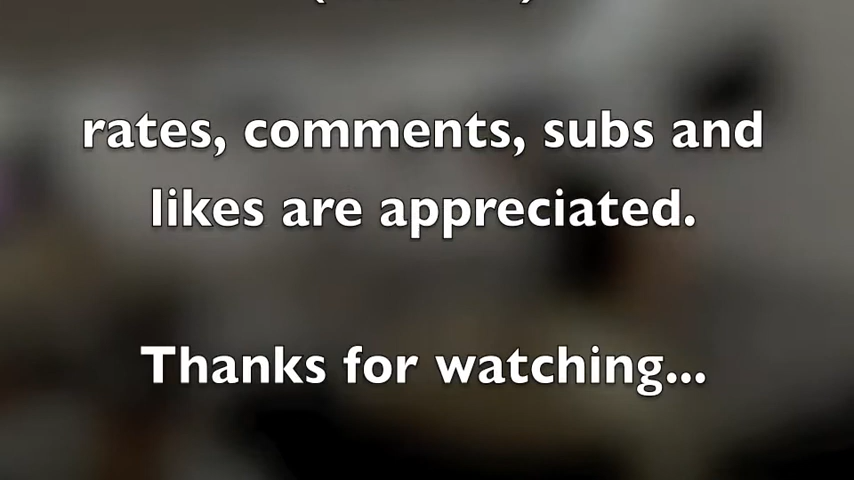 rates, comments, subs and
likes are appreciated.
Thanks for watching...